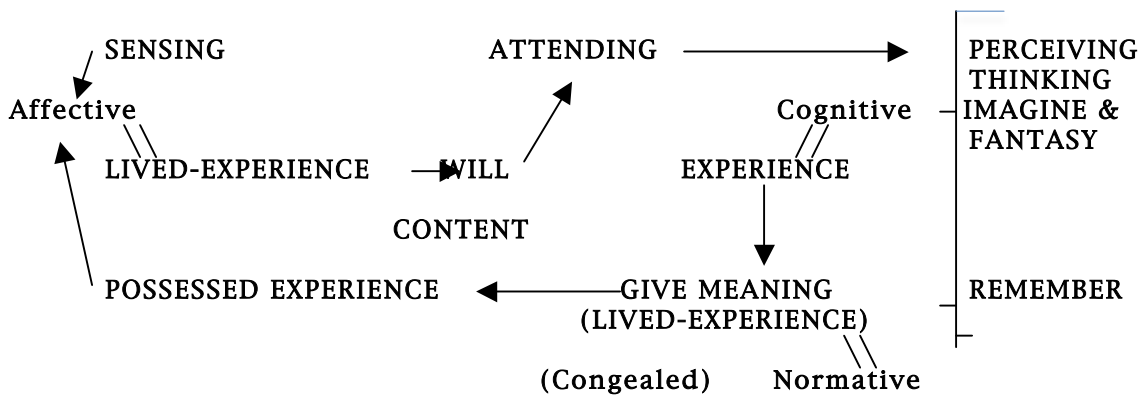 SENSING ATTENDING PERCEIVING
THINKING
Affective Cognitive IMAGINE &
FANTASY
LIVED-EXPERIENCE WILL EXPERIENCE
CONTENT
POSSESSED EXPERIENCE GIVE MEANING REMEMBER
(LIVED-EXPERIENCE)
(Congealed) Normative